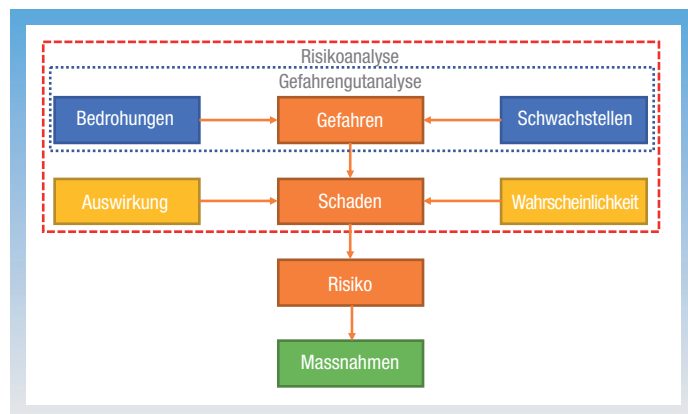 Risikoanalyse
Gefahrengutanalyse
Bedrohungen
Gefahren
Schwachstellen
Auswirkung
Schaden
Wahrscheinlichkeit
Risiko
Massnahmen